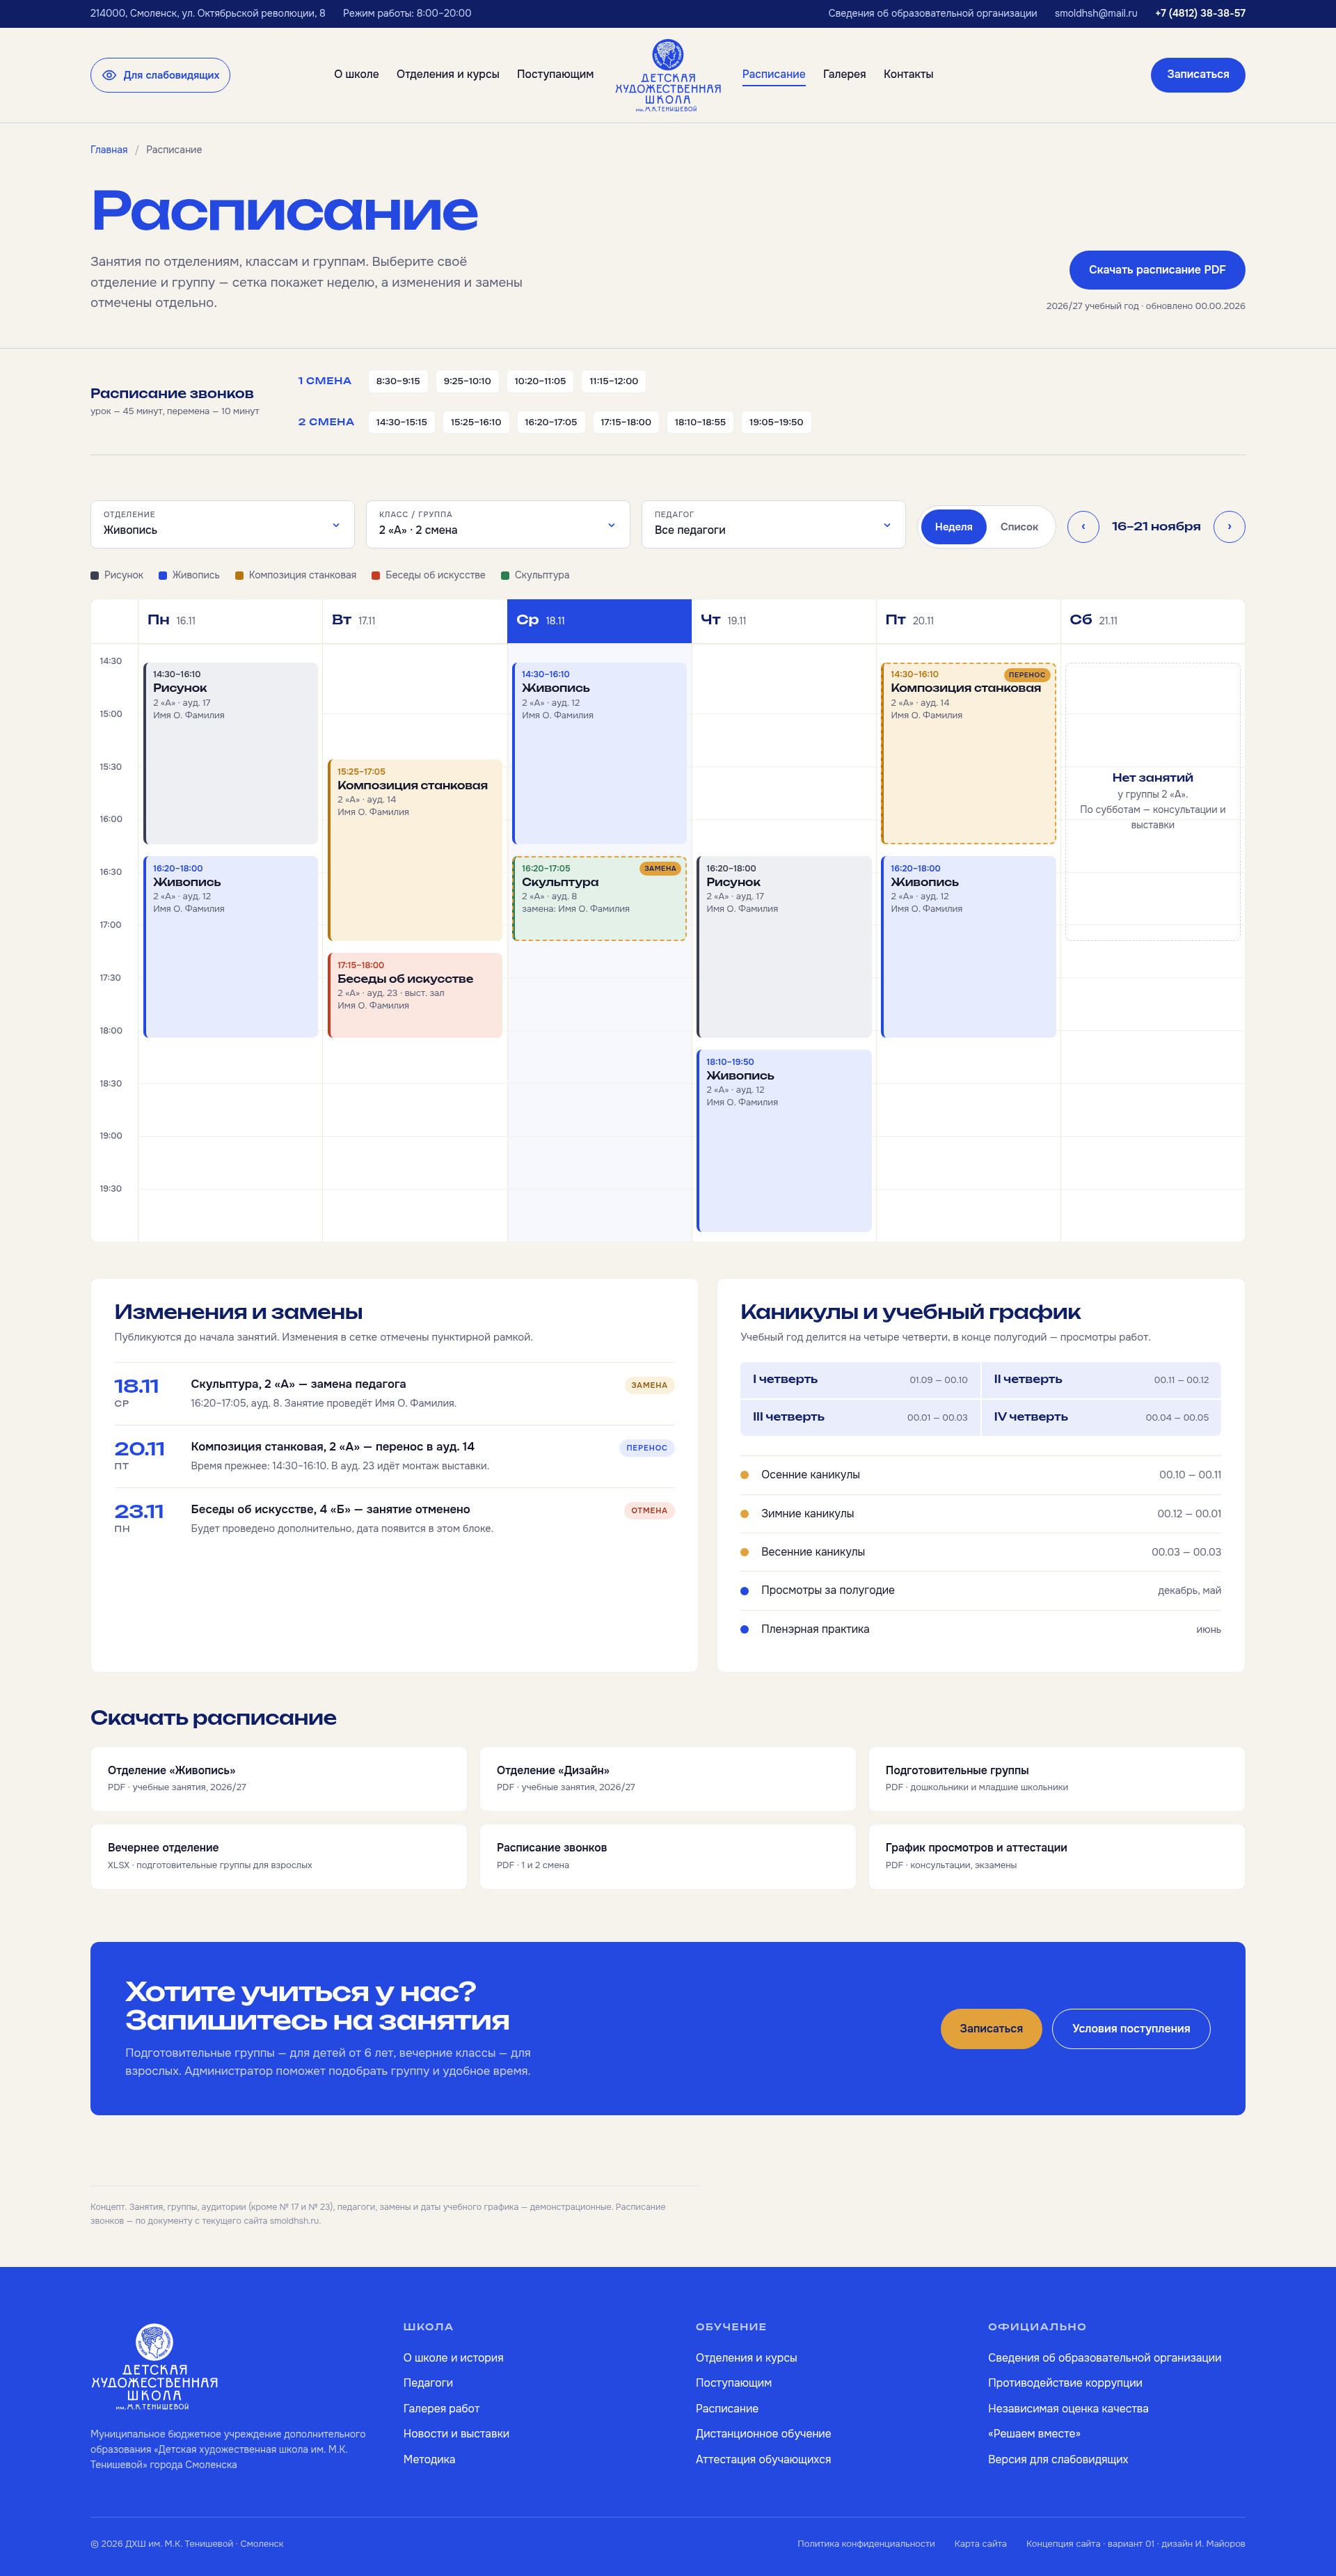 214000, Смоленск, ул. Октябрьской революции, 8 Режим работы: 8:00–20:00 Сведения об образовательной организации smoldhsh@mail.ru +7 (4812) 38-38-57
Для слабовидящих О школе Отделения и курсы Поступающим Расписание Галерея Контакты Записаться
ДЕТСКАЯ
ХУДОЖЕСТВЕННАЯ
ШКОЛА
им. М.К.ТЕНИШЕВОЙ
Главная / Расписание
Расписание
Занятия по отделениям, классам и группам. Выберите своё
отделение и группу — сетка покажет неделю, а изменения и замены
отмечены отдельно.
Скачать расписание PDF
2026/27 учебный год · обновлено 00.00.2026
Расписание звонков
урок — 45 минут, перемена — 10 минут
1 СМЕНА 8:30–9:15 9:25–10:10 10:20–11:05 11:15–12:00
2 СМЕНА 14:30–15:15 15:25–16:10 16:20–17:05 17:15–18:00 18:10–18:55 19:05–19:50
ОТДЕЛЕНИЕ
Живопись
КЛАСС / ГРУППА
2 «А» · 2 смена
ПЕДАГОГ
Все педагоги
Неделя Список ‹ 16–21 ноября ›
Рисунок Живопись Композиция станковая Беседы об искусстве Скульптура
Пн 16.11 Вт 17.11 Ср 18.11 Чт 19.11 Пт 20.11 Сб 21.11
14:30
15:00
15:30
16:00
16:30
17:00
17:30
18:00
18:30
19:00
19:30
14:30–16:10
Рисунок
2 «А» · ауд. 17
Имя О. Фамилия
16:20–18:00
Живопись
2 «А» · ауд. 12
Имя О. Фамилия
15:25–17:05
Композиция станковая
2 «А» · ауд. 14
Имя О. Фамилия
17:15–18:00
Беседы об искусстве
2 «А» · ауд. 23 · выст. зал
Имя О. Фамилия
14:30–16:10
Живопись
2 «А» · ауд. 12
Имя О. Фамилия
16:20–17:05 ЗАМЕНА
Скульптура
2 «А» · ауд. 8
замена: Имя О. Фамилия
16:20–18:00
Рисунок
2 «А» · ауд. 17
Имя О. Фамилия
18:10–19:50
Живопись
2 «А» · ауд. 12
Имя О. Фамилия
14:30–16:10 ПЕРЕНОС
Композиция станковая
2 «А» · ауд. 14
Имя О. Фамилия
16:20–18:00
Живопись
2 «А» · ауд. 12
Имя О. Фамилия
Нет занятий
у группы 2 «А».
По субботам — консультации и
выставки
Изменения и замены
Публикуются до начала занятий. Изменения в сетке отмечены пунктирной рамкой.
18.11
СР
Скульптура, 2 «А» — замена педагога
16:20–17:05, ауд. 8. Занятие проведёт Имя О. Фамилия.
ЗАМЕНА
20.11
ПТ
Композиция станковая, 2 «А» — перенос в ауд. 14
Время прежнее: 14:30–16:10. В ауд. 23 идёт монтаж выставки.
ПЕРЕНОС
23.11
ПН
Беседы об искусстве, 4 «Б» — занятие отменено
Будет проведено дополнительно, дата появится в этом блоке.
ОТМЕНА
Каникулы и учебный график
Учебный год делится на четыре четверти, в конце полугодий — просмотры работ.
I четверть 01.09 — 00.10 II четверть 00.11 — 00.12
III четверть 00.01 — 00.03 IV четверть 00.04 — 00.05
Осенние каникулы 00.10 — 00.11
Зимние каникулы 00.12 — 00.01
Весенние каникулы 00.03 — 00.03
Просмотры за полугодие декабрь, май
Пленэрная практика июнь
Скачать расписание
Отделение «Живопись»
PDF · учебные занятия, 2026/27
Отделение «Дизайн»
PDF · учебные занятия, 2026/27
Подготовительные группы
PDF · дошкольники и младшие школьники
Вечернее отделение
XLSX · подготовительные группы для взрослых
Расписание звонков
PDF · 1 и 2 смена
График просмотров и аттестации
PDF · консультации, экзамены
Хотите учиться у нас?
Запишитесь на занятия
Подготовительные группы — для детей от 6 лет, вечерние классы — для
взрослых. Администратор поможет подобрать группу и удобное время.
Записаться Условия поступления
Концепт. Занятия, группы, аудитории (кроме № 17 и № 23), педагоги, замены и даты учебного графика — демонстрационные. Расписание
звонков — по документу с текущего сайта smoldhsh.ru.
ДЕТСКАЯ
ХУДОЖЕСТВЕННАЯ
ШКОЛА
им. М.К.ТЕНИШЕВОЙ
Муниципальное бюджетное учреждение дополнительного
образования «Детская художественная школа им. М.К.
Тенишевой» города Смоленска
ШКОЛА
О школе и история
Педагоги
Галерея работ
Новости и выставки
Методика
ОБУЧЕНИЕ
Отделения и курсы
Поступающим
Расписание
Дистанционное обучение
Аттестация обучающихся
ОФИЦИАЛЬНО
Сведения об образовательной организации
Противодействие коррупции
Независимая оценка качества
«Решаем вместе»
Версия для слабовидящих
© 2026 ДХШ им. М.К. Тенишевой · Смоленск Политика конфиденциальности Карта сайта Концепция сайта · вариант 01 · дизайн И. Майоров